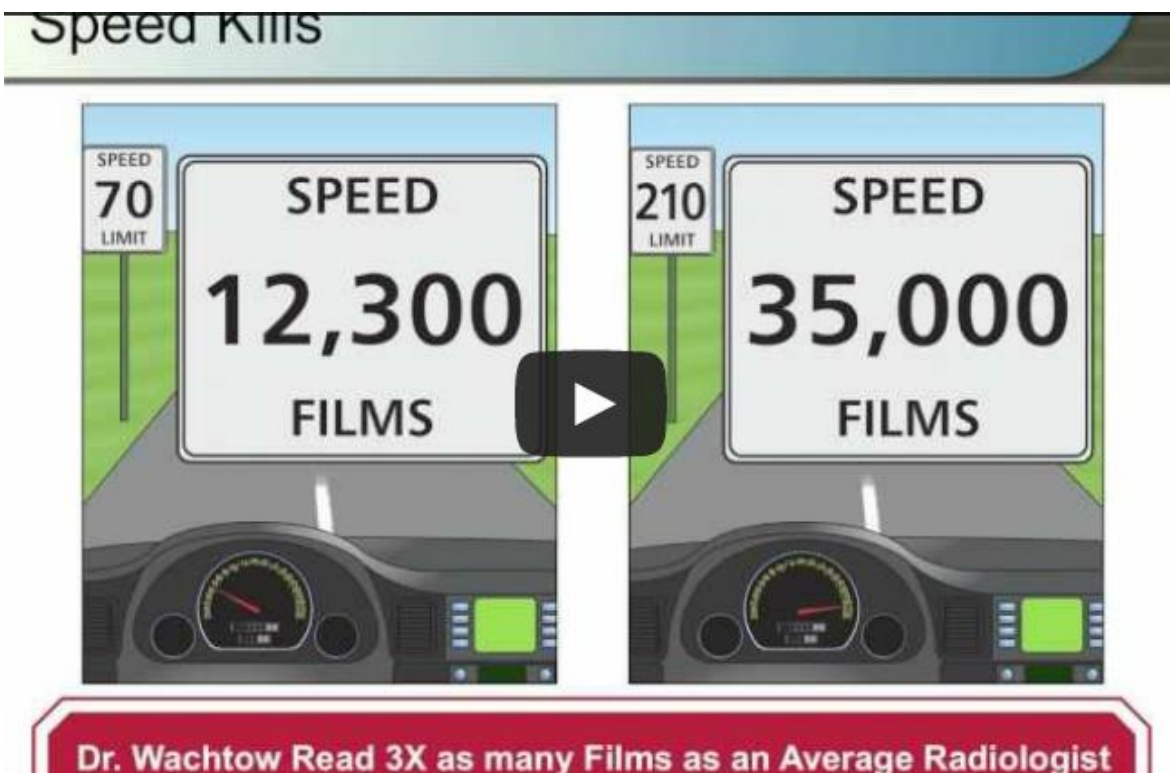 Speed Kills
SPEED
70
LIMIT
SPEED
12,300
FILMS
SPEED
210
LIMIT
SPEED
35,000
FILMS
Dr. Wachtow Read 3X as many Films as an Average Radiologist